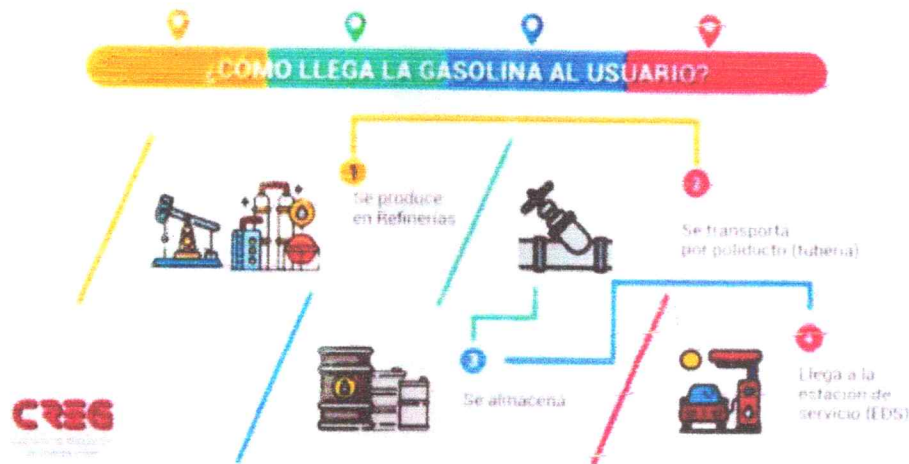 ¿CÓMO LLEGA LA GASOLINA AL USUARIO?
1
Se produce
en Refinerías
2
Se transporta
por poliducto (tubería)
3
Se almacena
4
Llega a la
estación de
servicio (EDS)
CREG